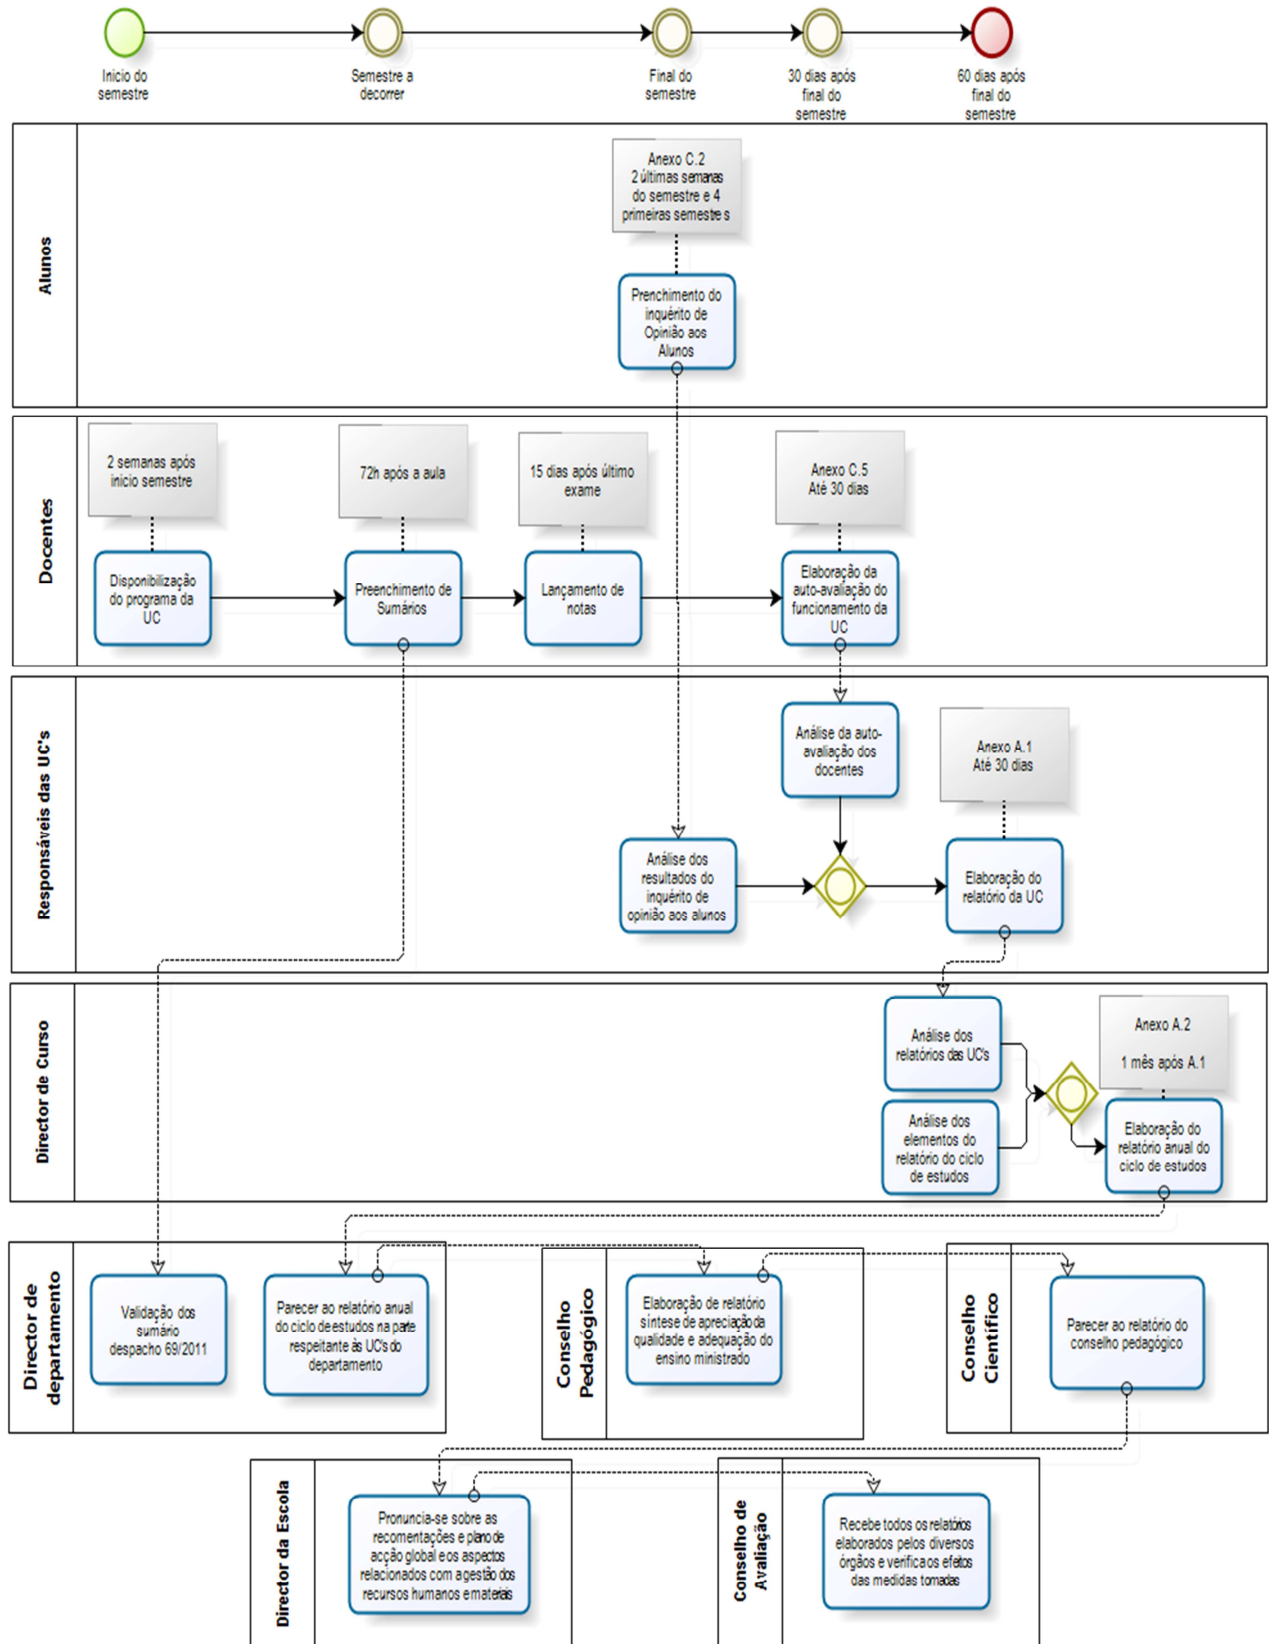 Inicio do
semestre
Semestre a
decorrer
Final do
semestre
30 dias após
final do
semestre
60 dias após
final do
semestre
Alunos
Anexo C.2
2 últimas semanas
do semestre e 4
primeiras semestres
Prenchimento do
inquérito de
Opinião aos
Alunos
Docentes
2 semanas após
inicio semestre
72h após a aula
15 dias após último
exame
Anexo C.5
Até 30 dias
Disponibilização
do programa da
UC
Preenchimento de
Sumários
Lançamento de
notas
Elaboração da
auto-avaliação do
funcionamento da
UC
Responsáveis das UC's
Análise da auto-
avaliação dos
docentes
Anexo A.1
Até 30 dias
Análise dos
resultados do
inquérito de
opinião aos alunos
Elaboração do
relatório da UC
Director de Curso
Análise dos
relatórios das UC's
Anexo A.2
1 mês após A.1
Análise dos
elementos do
relatório do ciclo
de estudos
Elaboração do
relatório anual do
ciclo de estudos
Director de
departamento
Validação dos
sumário
despacho 69/2011
Parecer ao relatório anual
do ciclo de estudos na parte
respeitante às UC's do
departamento
Conselho
Pedagógico
Elaboração de relatório
síntese de apreciação da
qualidade e adequação do
ensino ministrado
Conselho
Científico
Parecer ao relatório do
conselho pedagógico
Director da Escola
Pronuncia-se sobre as
recomentações e plano de
acção global e os aspectos
relacionados com a gestão dos
recursos humanos e materiais
Conselho de
Avaliação
Recebe todos os relatórios
elaborados pelos diversos
órgãos e verifica os efeitos
das medidas tomadas